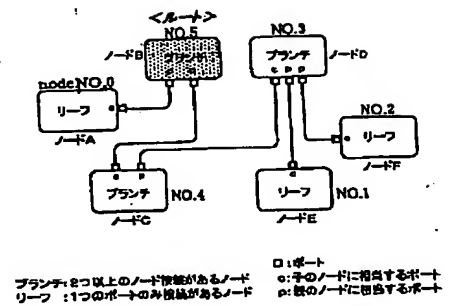 <ルート>
NO.5
NO.3
ノードB
ブランチ
ブランチ
ノードD
c p p
nodeNO.0
リーフ
c
ノードA
NO.2
c リーフ
ノードF
c p
ブランチ
NO.4
ノードC
c
リーフ
NO.1
ノードE
ロ:ポート
ブランチ:2つ以上のノード接続があるノード
c:子のノードに相当するポート
リーフ :1つのポートのみ接続があるノード
p:親のノードに相当するポート